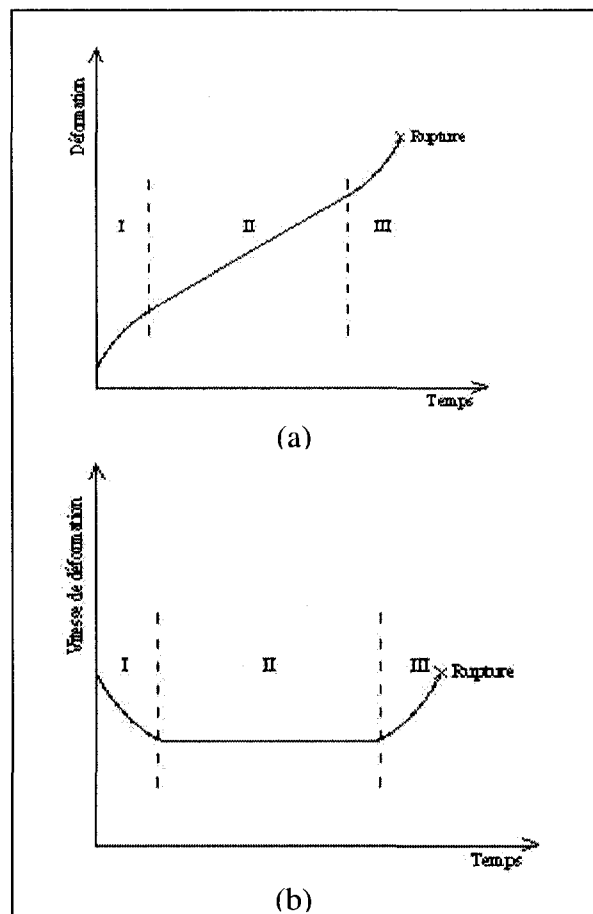 Déformation
Rupture
I
II
III
Temps
(a)
Vitesse de déformation
I
II
III
Rupture
Temps
(b)